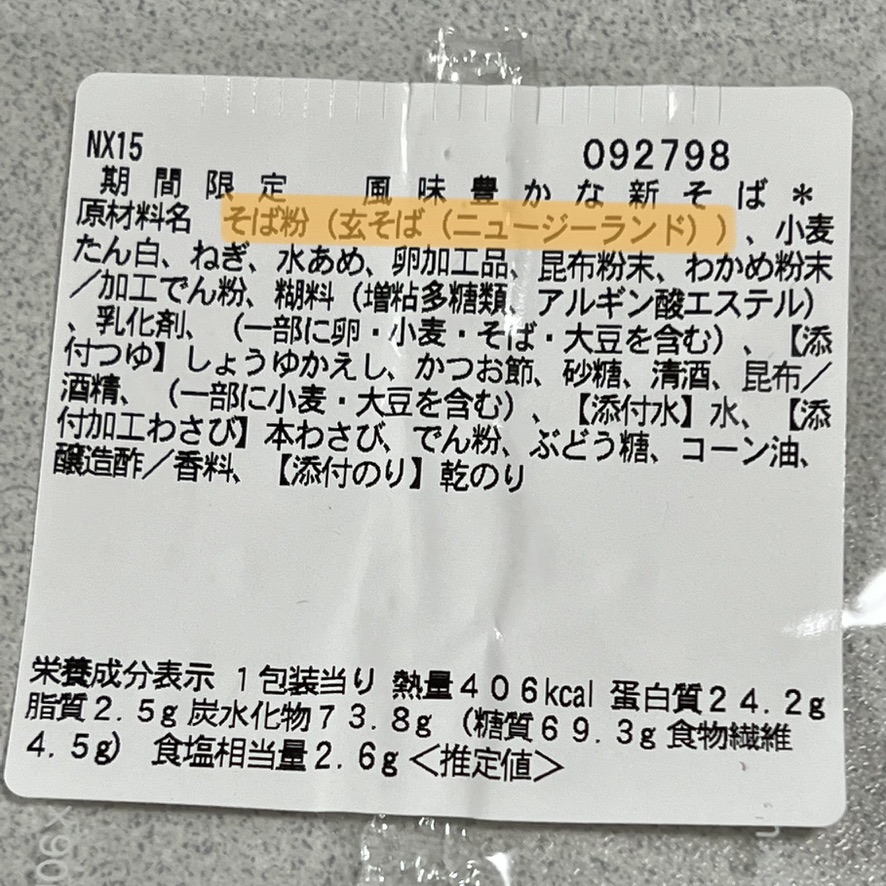 NX15 092798
期間限定 風味豊かな新そば＊
原材料名 そば粉（玄そば（ニュージーランド））、小麦
たん白、ねぎ、水あめ、卵加工品、昆布粉末、わかめ粉末
／加工でん粉、糊料（増粘多糖類、アルギン酸エステル）
、乳化剤、（一部に卵・小麦・そば・大豆を含む）、【添
付つゆ】しょうゆかえし、かつお節、砂糖、清酒、昆布／
酒精、（一部に小麦・大豆を含む）、【添付水】水、【添
付加工わさび】本わさび、でん粉、ぶどう糖、コーン油、
醸造酢／香料、【添付のり】乾のり
栄養成分表示 1包装当り 熱量406kcal 蛋白質24.2g
脂質2.5g 炭水化物73.8g（糖質69.3g 食物繊維
4.5g） 食塩相当量2.6g＜推定値＞